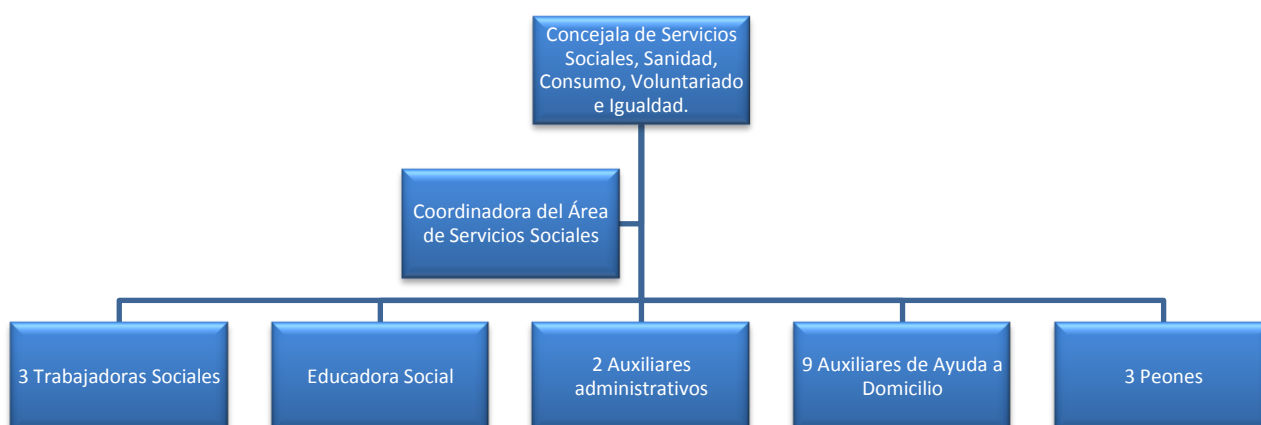 Concejala de Servicios
Sociales, Sanidad,
Consumo, Voluntariado
e Igualdad.
Coordinadora del Área
de Servicios Sociales
3 Trabajadoras Sociales
Educadora Social
2 Auxiliares
administrativos
9 Auxiliares de Ayuda a
Domicilio
3 Peones